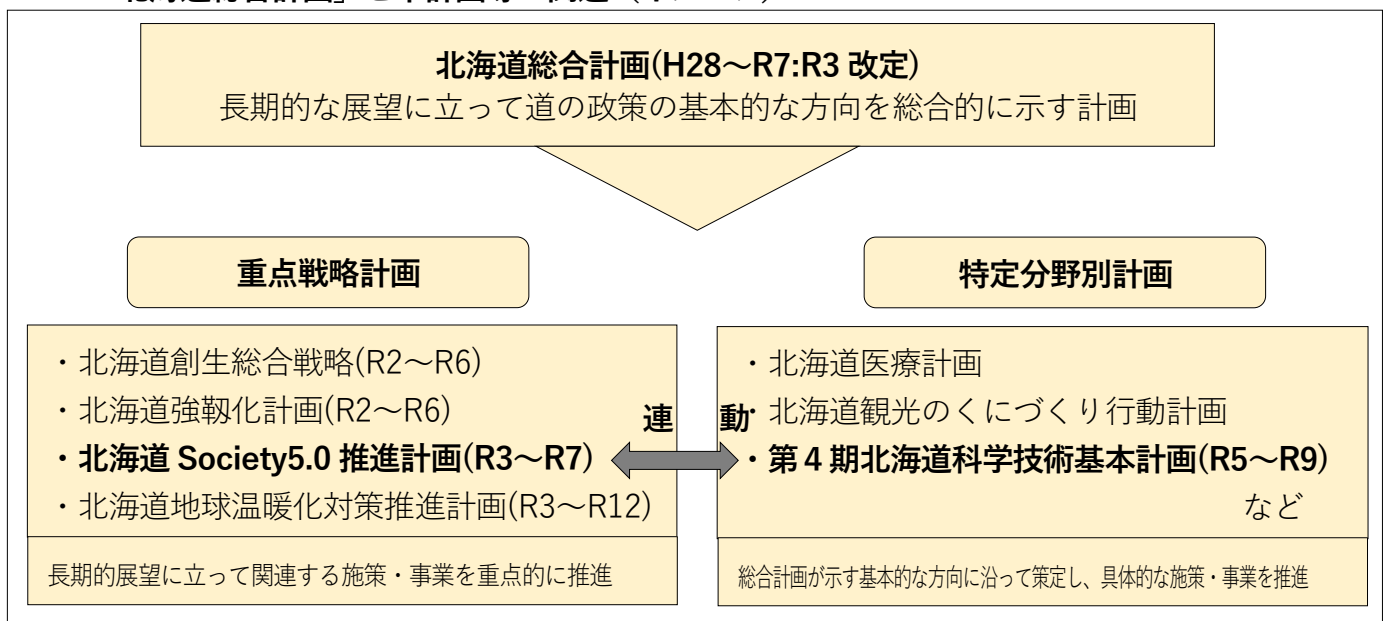 北海道総合計画(H28～R7:R3 改定)
長期的な展望に立って道の政策の基本的な方向を総合的に示す計画
重点戦略計画
・北海道創生総合戦略(R2～R6)
・北海道強靱化計画(R2～R6)
・北海道 Society5.0 推進計画(R3～R7)
・北海道地球温暖化対策推進計画(R3～R12)
長期的展望に立って関連する施策・事業を重点的に推進
連 動
特定分野別計画
・北海道医療計画
・北海道観光のくにづくり行動計画
・第 4 期北海道科学技術基本計画(R5～R9)
など
総合計画が示す基本的な方向に沿って策定し、具体的な施策・事業を推進